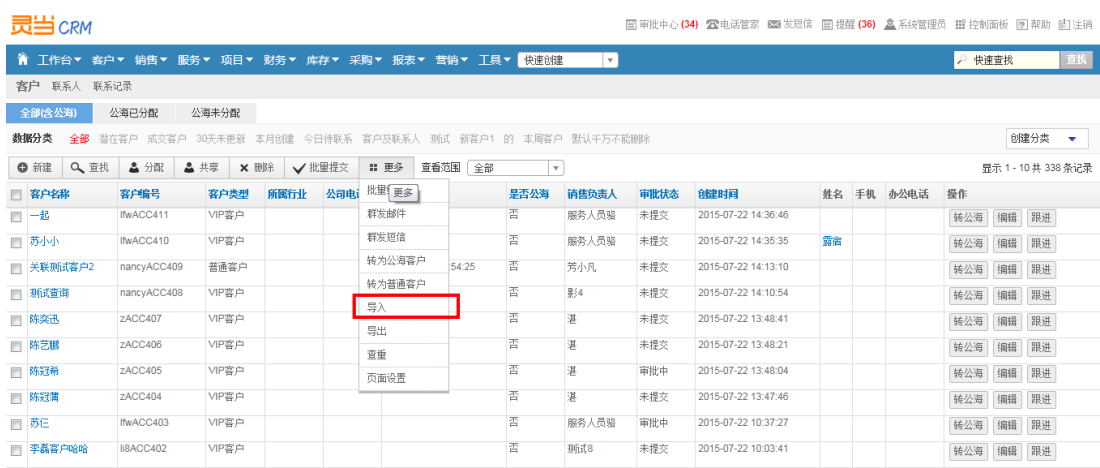 灵当CRM
审批中心(34) 电话管家 发短信 提醒(36) 系统管理员 控制面板 帮助 注销
工作台 客户 销售 服务 项目 财务 库存 采购 报表 营销 工具 快速创建 快速查找 查找
客户 联系人 联系记录
全部(含公海) 公海已分配 公海未分配
数据分类 全部 潜在客户 成交客户 30天未更新 本月创建 今日待联系 客户及联系人 测试 新客户1 的 本周客户 默认千万不能删除 创建分类
新建 查找 分配 共享 删除 批量提交 更多 查看范围 全部 显示 1 - 10 共 338 条记录
客户名称 客户编号 客户类型 所属行业 公司电 是否公海 销售负责人 审批状态 创建时间 姓名 手机 办公电话 操作
批量
更多
群发邮件
群发短信
转为公海客户
转为普通客户
导入
导出
查重
页面设置
一起 lfwACC411 VIP客户 否 服务人员骆 未提交 2015-07-22 14:36:46 转公海 编辑 跟进
苏小小 lfwACC410 VIP客户 否 服务人员骆 未提交 2015-07-22 14:35:35 露宿 转公海 编辑 跟进
关联测试客户2 nancyACC409 普通客户 :54:25 否 芳小凡 未提交 2015-07-22 14:13:10 转公海 编辑 跟进
测试查询 nancyACC408 VIP客户 否 影4 未提交 2015-07-22 14:10:54 转公海 编辑 跟进
陈奕迅 zACC407 VIP客户 否 湛 未提交 2015-07-22 13:48:41 转公海 编辑 跟进
陈艺鹏 zACC406 VIP客户 否 湛 未提交 2015-07-22 13:48:21 转公海 编辑 跟进
陈冠希 zACC405 VIP客户 否 湛 审批中 2015-07-22 13:48:04 转公海 编辑 跟进
陈冠蒲 zACC404 VIP客户 否 湛 未提交 2015-07-22 13:47:46 转公海 编辑 跟进
苏仨 lfwACC403 VIP客户 否 服务人员骆 审批中 2015-07-22 10:37:27 转公海 编辑 跟进
李磊客户哈哈 li8ACC402 VIP客户 否 测试8 未提交 2015-07-22 10:03:41 转公海 编辑 跟进